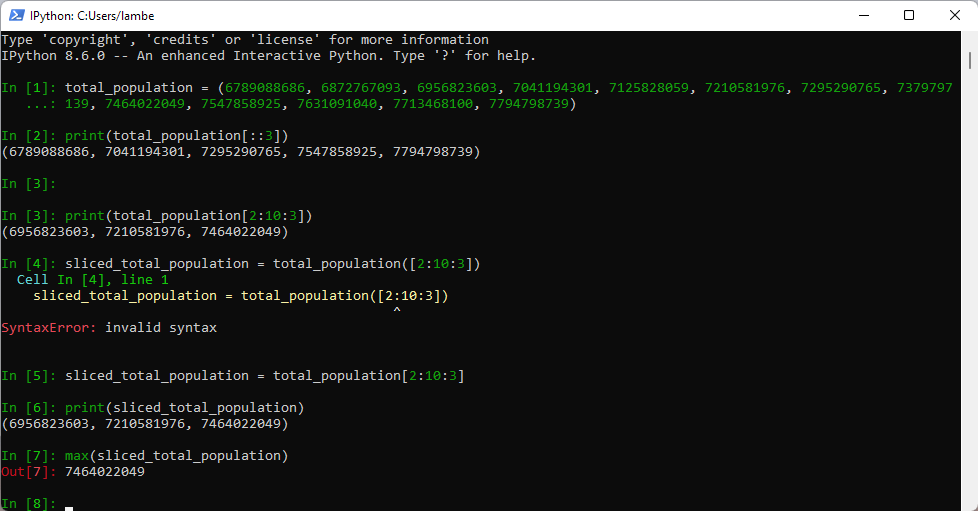 IPython: C:Users/lambe
Type 'copyright', 'credits' or 'license' for more information
IPython 8.6.0 -- An enhanced Interactive Python. Type '?' for help.
In [1]: total_population = (6789088686, 6872767093, 6956823603, 7041194301, 7125828059, 7210581976, 7295290765, 7379797
   ...: 139, 7464022049, 7547858925, 7631091040, 7713468100, 7794798739)
In [2]: print(total_population[::3])
(6789088686, 7041194301, 7295290765, 7547858925, 7794798739)
In [3]:
In [3]: print(total_population[2:10:3])
(6956823603, 7210581976, 7464022049)
In [4]: sliced_total_population = total_population([2:10:3])
  Cell In [4], line 1
    sliced_total_population = total_population([2:10:3])
                                                 ^
SyntaxError: invalid syntax
In [5]: sliced_total_population = total_population[2:10:3]
In [6]: print(sliced_total_population)
(6956823603, 7210581976, 7464022049)
In [7]: max(sliced_total_population)
Out[7]: 7464022049
In [8]: